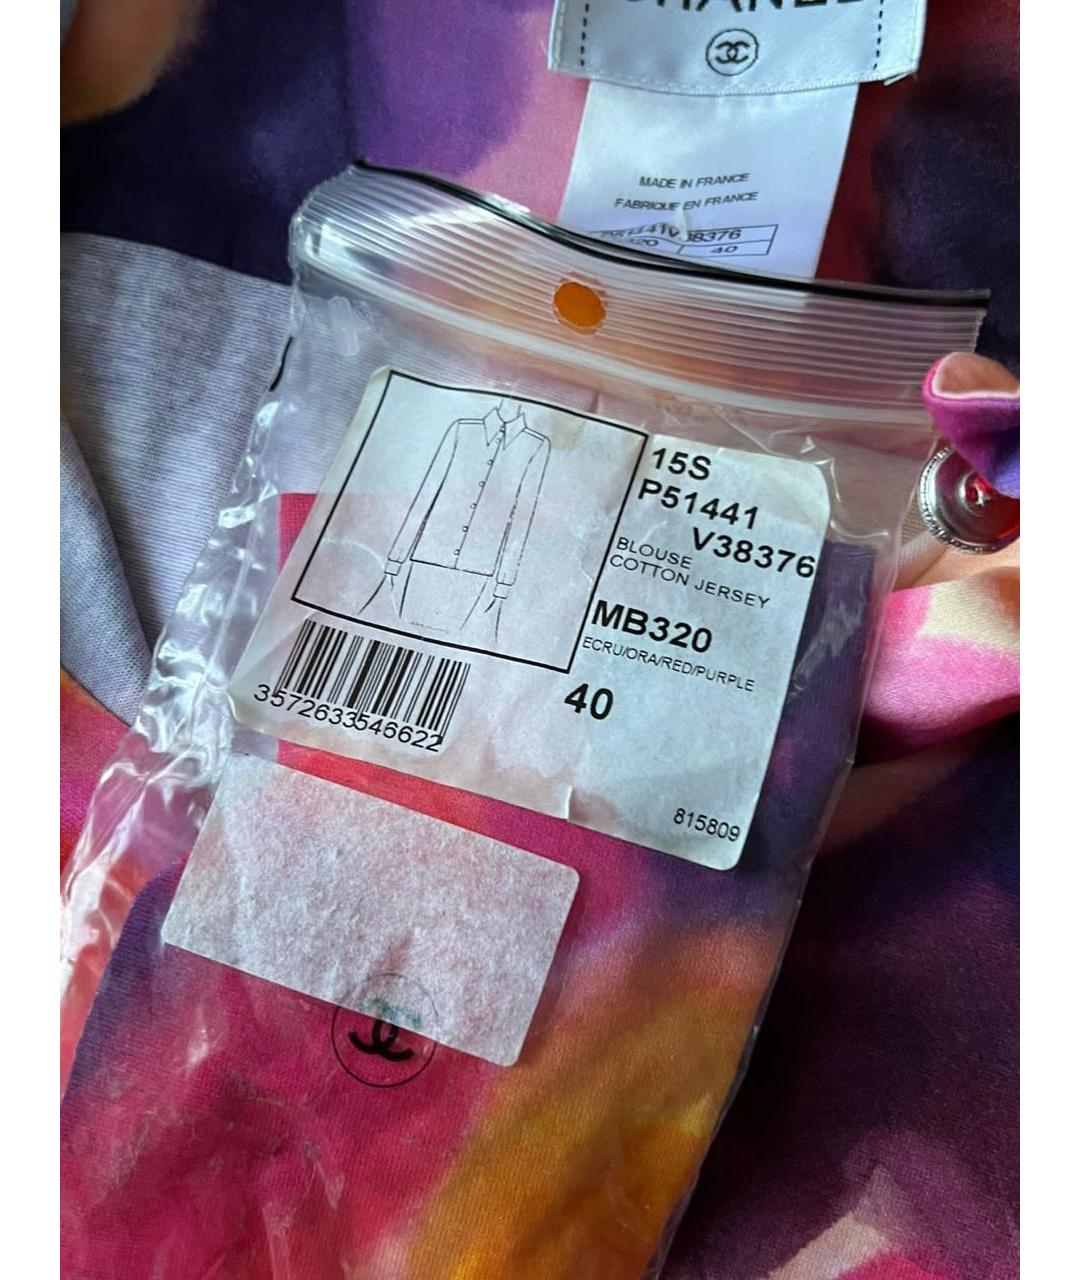 CHANEL
MADE IN FRANCE
FABRIQUE EN FRANCE
40
15S
P51441
V38376
BLOUSE
COTTON JERSEY
MB320
ECRU/ORA/RED/PURPLE
40
3572633546622
815809